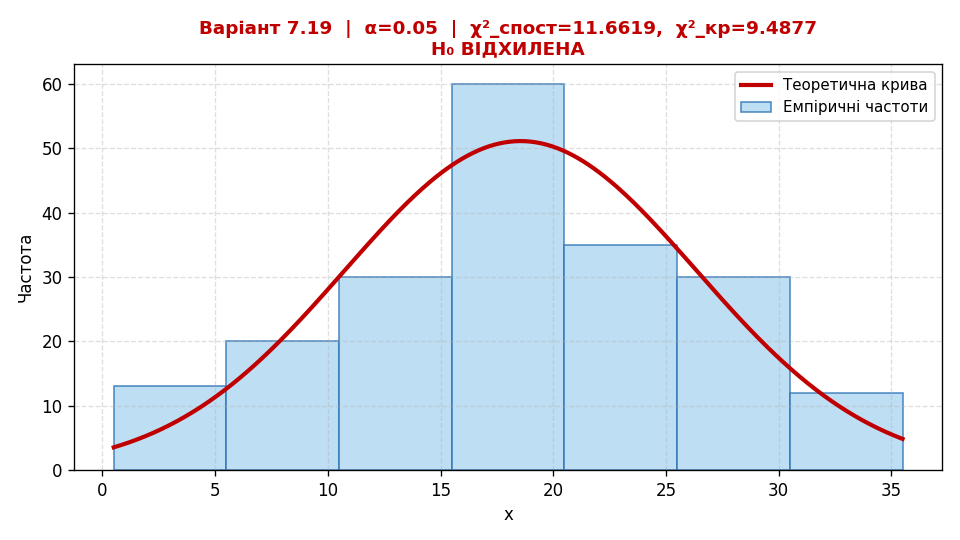 Варіант 7.19 | α=0.05 | χ²_спост=11.6619, χ²_кр=9.4877
H₀ ВІДХИЛЕНА
Теоретична крива
Емпіричні частоти
Частота
60
50
40
30
20
10
0
0 5 10 15 20 25 30 35
x